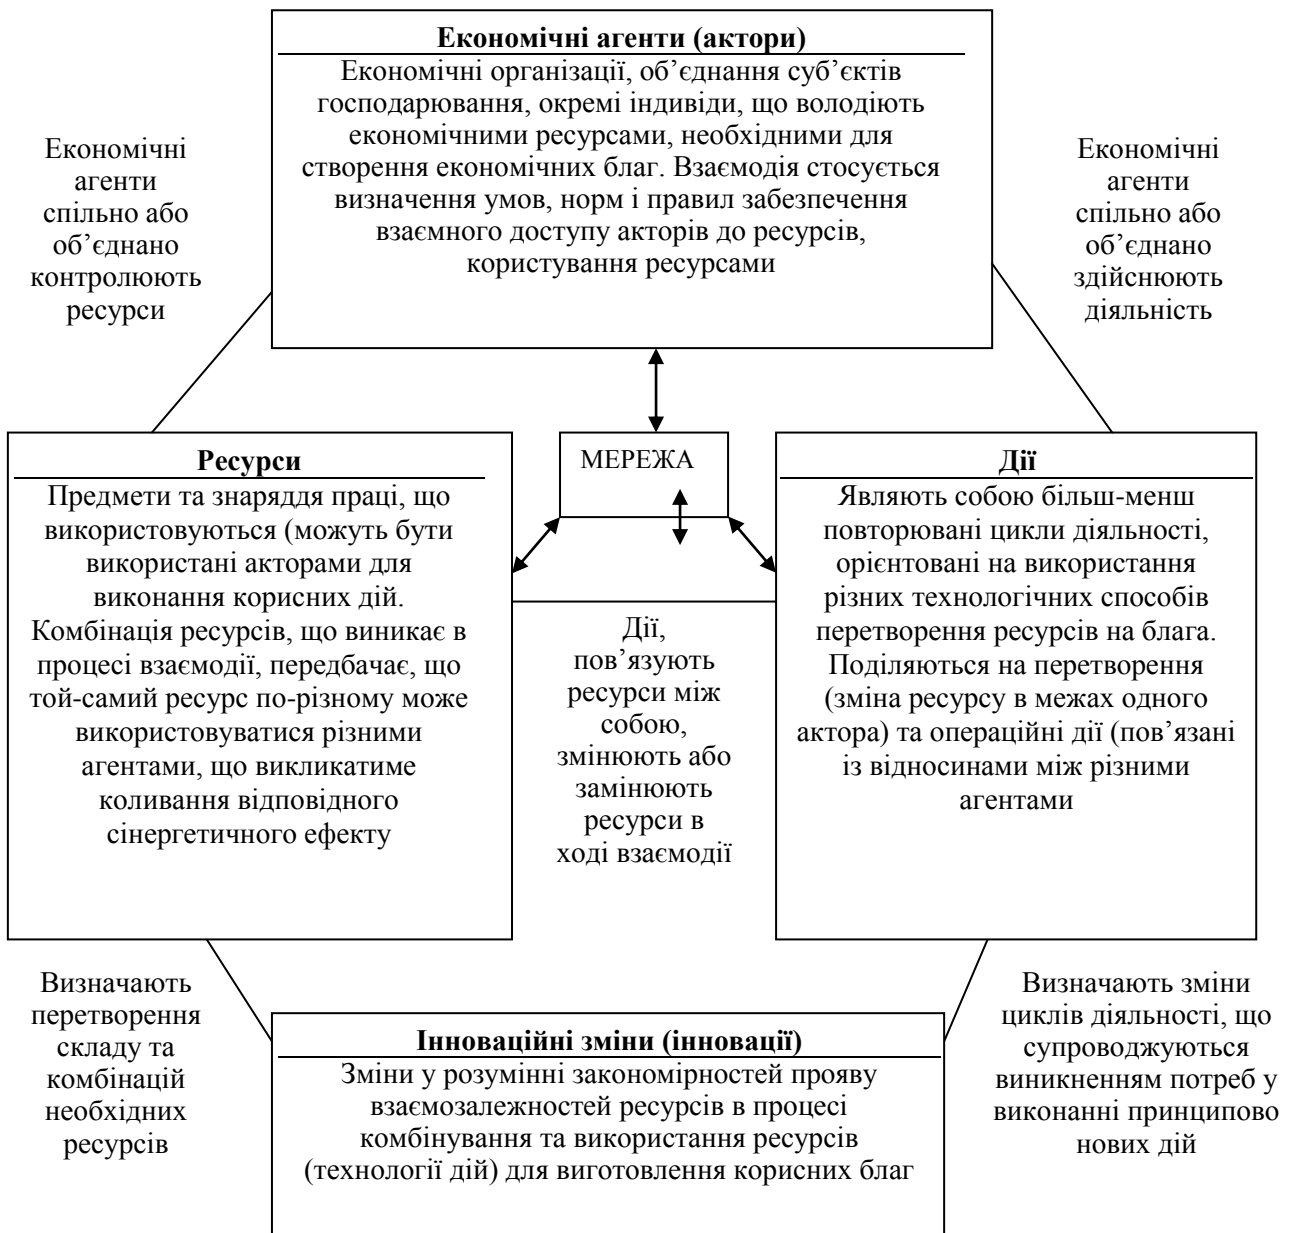 Економічні агенти (актори)
Економічні організації, об’єднання суб’єктів
господарювання, окремі індивіди, що володіють
економічними ресурсами, необхідними для
створення економічних благ. Взаємодія стосується
визначення умов, норм і правил забезпечення
взаємного доступу акторів до ресурсів,
користування ресурсами
Економічні
агенти
спільно або
об’єднано
контролюють
ресурси
Економічні
агенти
спільно або
об’єднано
здійснюють
діяльність
Ресурси
Предмети та знаряддя праці, що
використовуються (можуть бути
використані акторами для
виконання корисних дій.
Комбінація ресурсів, що виникає в
процесі взаємодії, передбачає, що
той-самий ресурс по-різному може
використовуватися різними
агентами, що викликатиме
коливання відповідного
сінергетичного ефекту
МЕРЕЖА
Дії,
пов’язують
ресурси між
собою,
змінюють або
замінюють
ресурси в
ході взаємодії
Дії
Являють собою більш-менш
повторювані цикли діяльності,
орієнтовані на використання
різних технологічних способів
перетворення ресурсів на блага.
Поділяються на перетворення
(зміна ресурсу в межах одного
актора) та операційні дії (пов’язані
із відносинами між різними
агентами
Визначають
перетворення
складу та
комбінацій
необхідних
ресурсів
Інноваційні зміни (інновації)
Зміни у розумінні закономірностей прояву
взаємозалежностей ресурсів в процесі
комбінування та використання ресурсів
(технології дій) для виготовлення корисних благ
Визначають зміни
циклів діяльності, що
супроводжуються
виникненням потреб у
виконанні принципово
нових дій